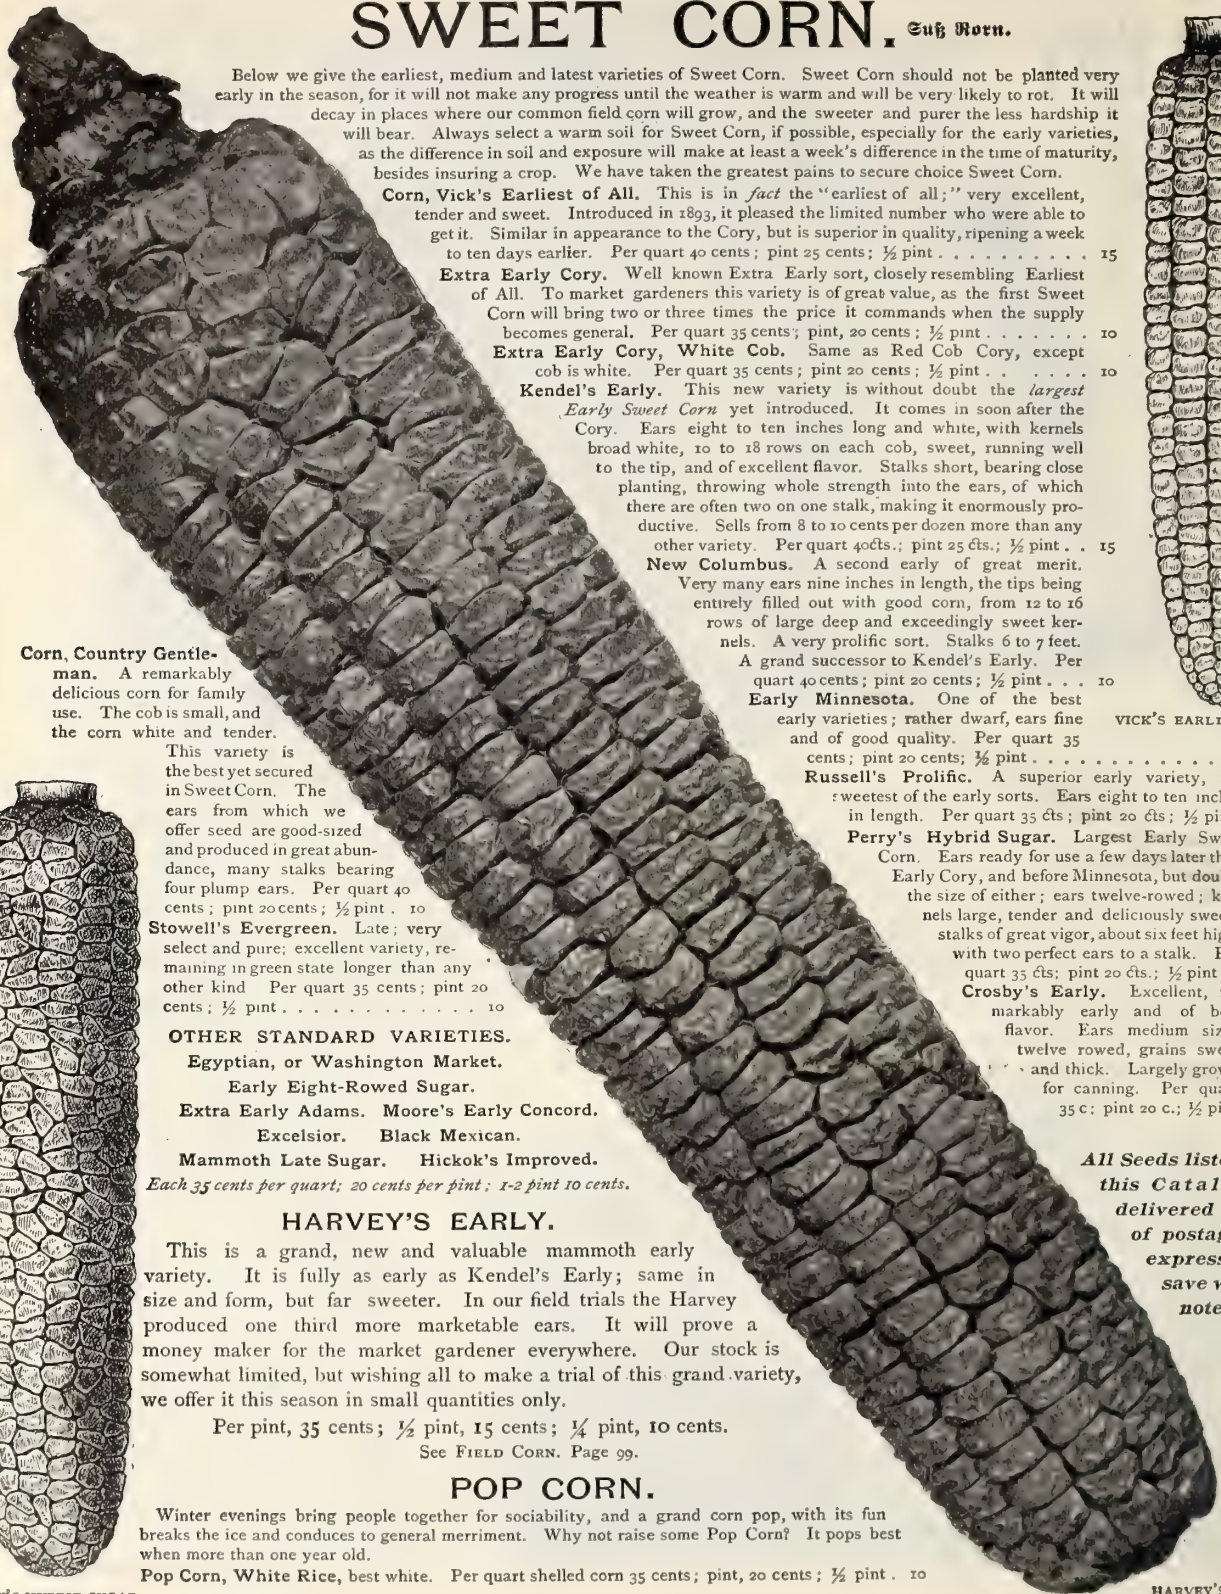 SWEET CORN. Süß Korn.
Below we give the earliest, medium and latest varieties of Sweet Corn. Sweet Corn should not be planted very
early in the season, for it will not make any progress until the weather is warm and will be very likely to rot. It will
decay in places where our common field corn will grow, and the sweeter and purer the less hardship it
will bear. Always select a warm soil for Sweet Corn, if possible, especially for the early varieties,
as the difference in soil and exposure will make at least a week's difference in the time of maturity,
besides insuring a crop. We have taken the greatest pains to secure choice Sweet Corn.
Corn, Vick's Earliest of All. This is in fact the "earliest of all;" very excellent,
tender and sweet. Introduced in 1893, it pleased the limited number who were able to
get it. Similar in appearance to the Cory, but is superior in quality, ripening a week
to ten days earlier. Per quart 40 cents; pint 25 cents; ½ pint . . . . . . . . . . 15
Extra Early Cory. Well known Extra Early sort, closely resembling Earliest
of All. To market gardeners this variety is of great value, as the first Sweet
Corn will bring two or three times the price it commands when the supply
becomes general. Per quart 35 cents; pint, 20 cents; ½ pint . . . . . . . 10
Extra Early Cory, White Cob. Same as Red Cob Cory, except
cob is white. Per quart 35 cents; pint 20 cents; ½ pint . . . . . . 10
Kendel's Early. This new variety is without doubt the largest
Early Sweet Corn yet introduced. It comes in soon after the
Cory. Ears eight to ten inches long and white, with kernels
broad white, 10 to 18 rows on each cob, sweet, running well
to the tip, and of excellent flavor. Stalks short, bearing close
planting, throwing whole strength into the ears, of which
there are often two on one stalk, making it enormously pro-
ductive. Sells from 8 to 10 cents per dozen more than any
other variety. Per quart 40cts.; pint 25 cts.; ½ pint . . 15
New Columbus. A second early of great merit.
Very many ears nine inches in length, the tips being
entirely filled out with good corn, from 12 to 16
rows of large deep and exceedingly sweet ker-
nels. A very prolific sort. Stalks 6 to 7 feet.
A grand successor to Kendel's Early. Per
quart 40 cents; pint 20 cents; ½ pint . . . 10
Early Minnesota. One of the best
early varieties; rather dwarf, ears fine
and of good quality. Per quart 35
cents; pint 20 cents; ½ pint . . . . . . . . . . . .
Russell's Prolific. A superior early variety,
sweetest of the early sorts. Ears eight to ten inch
in length. Per quart 35 cts; pint 20 cts; ½ pi
Perry's Hybrid Sugar. Largest Early Swe
Corn. Ears ready for use a few days later th
Early Cory, and before Minnesota, but dou
the size of either; ears twelve-rowed; k
nels large, tender and deliciously swe
stalks of great vigor, about six feet hig
with two perfect ears to a stalk.
quart 35 cts; pint 20 cts.; ½ pint
Crosby's Early. Excellent,
markably early and of b
flavor. Ears medium siz
twelve rowed, grains swe
and thick. Largely grov
for canning. Per qua
35 c; pint 20 c.; ½ pi
VICK'S EARLI
All Seeds liste
this Catal
delivered
of postag
express
save
note
Corn, Country Gentle-
man. A remarkably
delicious corn for family
use. The cob is small, and
the corn white and tender.
This variety is
the best yet secured
in Sweet Corn. The
ears from which we
offer seed are good-sized
and produced in great abun-
dance, many stalks bearing
four plump ears. Per quart 40
cents; pint 20 cents; ½ pint . 10
Stowell's Evergreen. Late; very
select and pure; excellent variety, re-
maining in green state longer than any
other kind Per quart 35 cents; pint 20
cents; ½ pint . . . . . . . . . . . . 10
OTHER STANDARD VARIETIES.
Egyptian, or Washington Market.
Early Eight-Rowed Sugar.
Extra Early Adams. Moore's Early Concord.
Excelsior. Black Mexican.
Mammoth Late Sugar. Hickok's Improved.
Each 35 cents per quart; 20 cents per pint; 1-2 pint 10 cents.
HARVEY'S EARLY.
This is a grand, new and valuable mammoth early
variety. It is fully as early as Kendel's Early; same in
size and form, but far sweeter. In our field trials the Harvey
produced one third more marketable ears. It will prove a
money maker for the market gardener everywhere. Our stock is
somewhat limited, but wishing all to make a trial of this grand variety,
we offer it this season in small quantities only.
Per pint, 35 cents; ½ pint, 15 cents; ¼ pint, 10 cents.
See FIELD CORN. Page 99.
POP CORN.
Winter evenings bring people together for sociability, and a grand corn pop, with its fun
breaks the ice and conduces to general merriment. Why not raise some Pop Corn? It pops best
when more than one year old.
Pop Corn, White Rice, best white. Per quart shelled corn 35 cents; pint, 20 cents; ½ pint . 10
HARVEY'